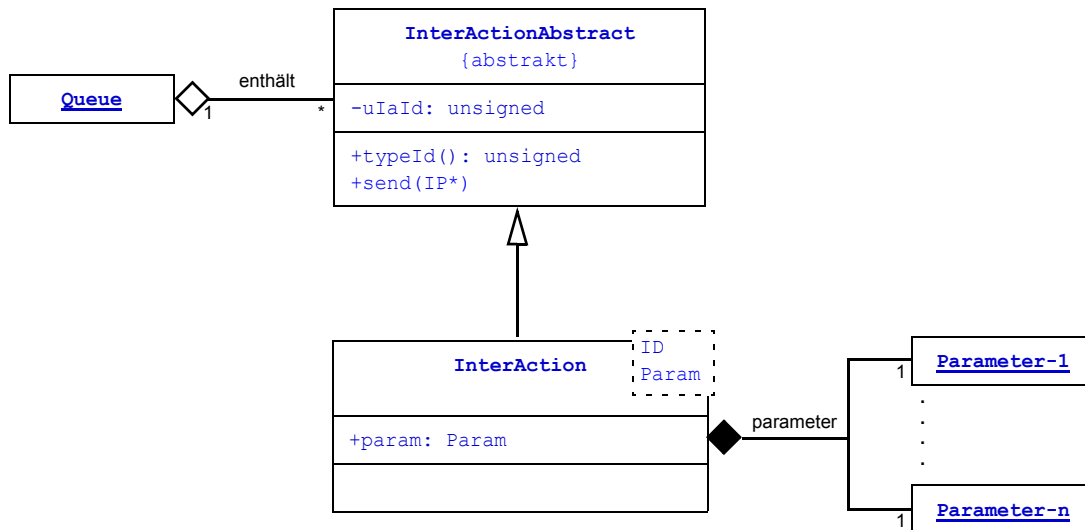 InterActionAbstract
{abstrakt}
enthält
Queue
1
*
-uIaId: unsigned
+typeId(): unsigned
+send(IP*)
ID
Param
InterAction
1
Parameter-1
parameter
+param: Param
.
.
.
.
1
Parameter-n